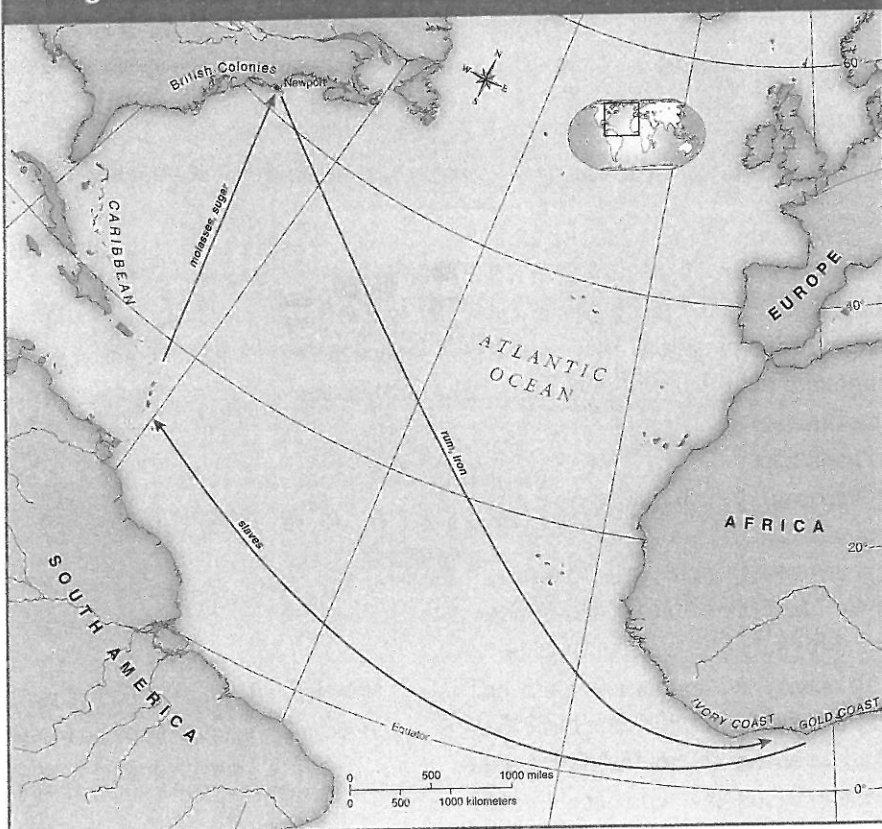 British Colonies
Newport
N
W
E
S
60°
CARIBBEAN
molasses, sugar
EUROPE
40°
ATLANTIC
OCEAN
rum, iron
AFRICA
slaves
20°
SOUTH AMERICA
IVORY COAST
GOLD COAST
Equator
0 500 1000 miles
0 500 1000 kilometers
0°